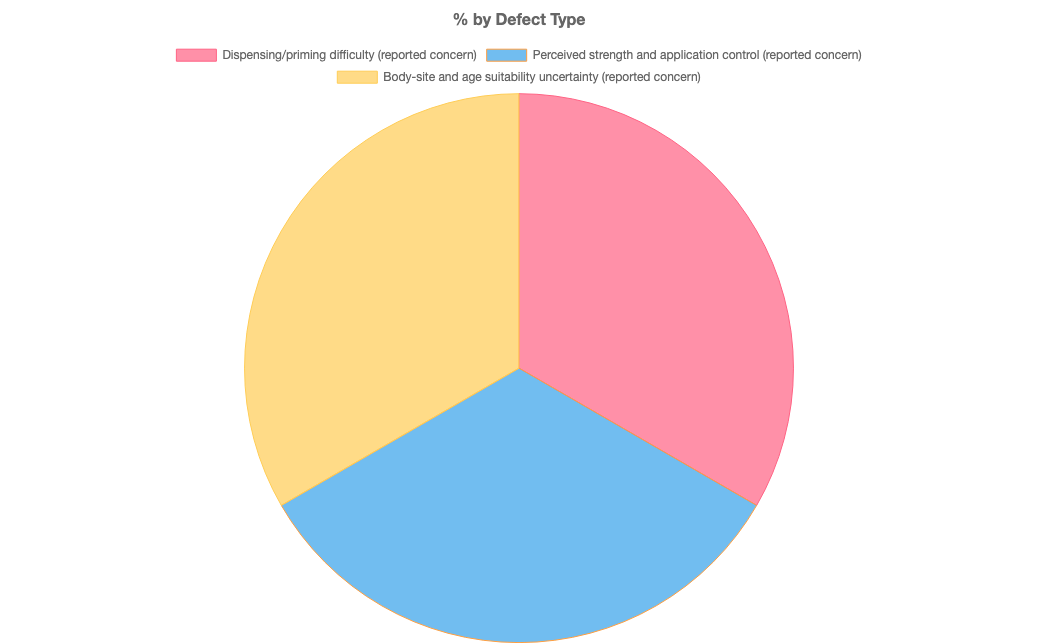 % by Defect Type
Dispensing/priming difficulty (reported concern) Perceived strength and application control (reported concern)
Body-site and age suitability uncertainty (reported concern)